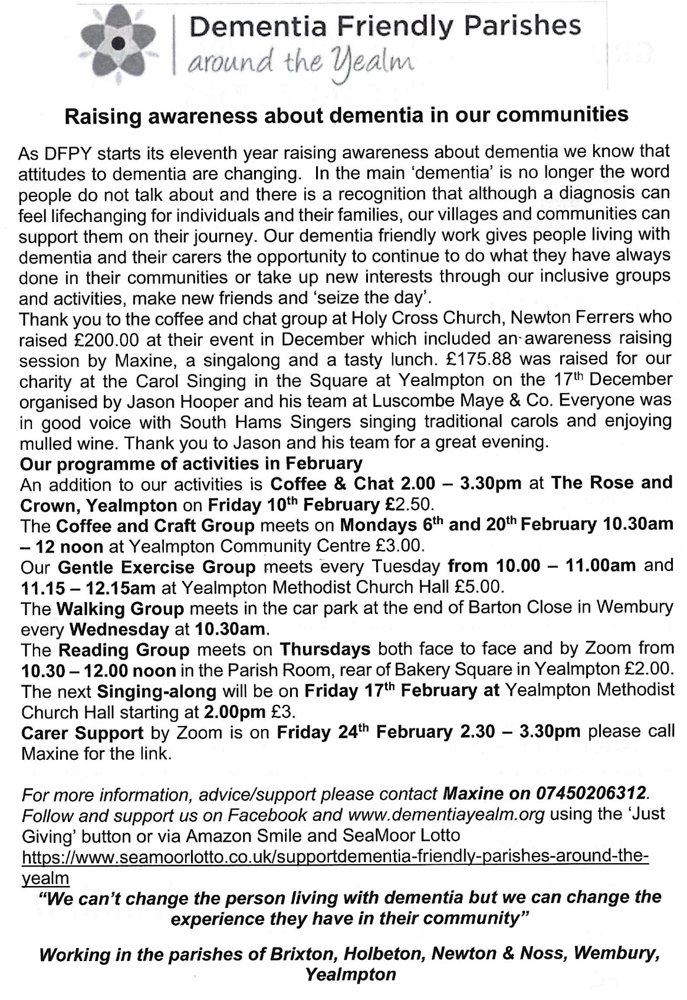 Dementia Friendly Parishes
around the Yealm
Raising awareness about dementia in our communities
As DFPY starts its eleventh year raising awareness about dementia we know that
attitudes to dementia are changing. In the main ‘dementia’ is no longer the word
people do not talk about and there is a recognition that although a diagnosis can
feel lifechanging for individuals and their families, our villages and communities can
support them on their journey. Our dementia friendly work gives people living with
dementia and their carers the opportunity to continue to do what they have always
done in their communities or take up new interests through our inclusive groups
and activities, make new friends and ‘seize the day’.
Thank you to the coffee and chat group at Holy Cross Church, Newton Ferrers who
raised £200.00 at their event in December which included an awareness raising
session by Maxine, a singalong and a tasty lunch. £175.88 was raised for our
charity at the Carol Singing in the Square at Yealmpton on the 17th December
organised by Jason Hooper and his team at Luscombe Maye & Co. Everyone was
in good voice with South Hams Singers singing traditional carols and enjoying
mulled wine. Thank you to Jason and his team for a great evening.
Our programme of activities in February
An addition to our activities is Coffee & Chat 2.00 – 3.30pm at The Rose and
Crown, Yealmpton on Friday 10th February £2.50.
The Coffee and Craft Group meets on Mondays 6th and 20th February 10.30am
– 12 noon at Yealmpton Community Centre £3.00.
Our Gentle Exercise Group meets every Tuesday from 10.00 – 11.00am and
11.15 – 12.15am at Yealmpton Methodist Church Hall £5.00.
The Walking Group meets in the car park at the end of Barton Close in Wembury
every Wednesday at 10.30am.
The Reading Group meets on Thursdays both face to face and by Zoom from
10.30 – 12.00 noon in the Parish Room, rear of Bakery Square in Yealmpton £2.00.
The next Singing-along will be on Friday 17th February at Yealmpton Methodist
Church Hall starting at 2.00pm £3.
Carer Support by Zoom is on Friday 24th February 2.30 – 3.30pm please call
Maxine for the link.
For more information, advice/support please contact Maxine on 07450206312.
Follow and support us on Facebook and www.dementiayealm.org using the ‘Just
Giving’ button or via Amazon Smile and SeaMoor Lotto
https://www.seamoorlotto.co.uk/supportdementia-friendly-parishes-around-the-
yealm
“We can’t change the person living with dementia but we can change the
experience they have in their community”
Working in the parishes of Brixton, Holbeton, Newton & Noss, Wembury,
Yealmpton